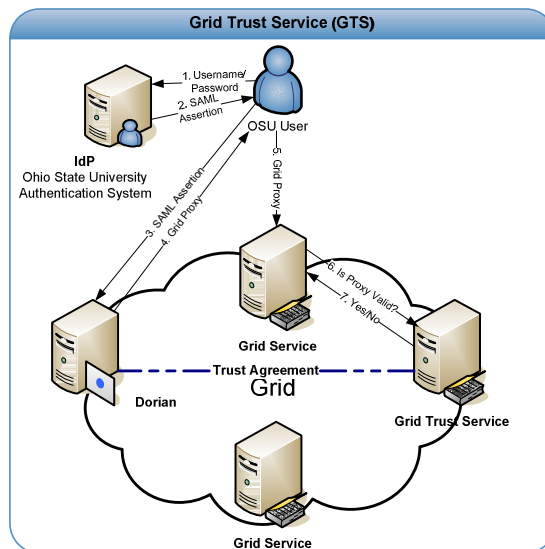 Grid Trust Service (GTS)
1. Username/
Password
2. SAML
Assertion
OSU User
IdP
Ohio State University
Authentication System
3. SAML Assertion
4. Grid Proxy
5. Grid Proxy
6. Is Proxy Valid?
7. Yes/No
Grid Service
Trust Agreement
Grid
Dorian
Grid Trust Service
Grid Service